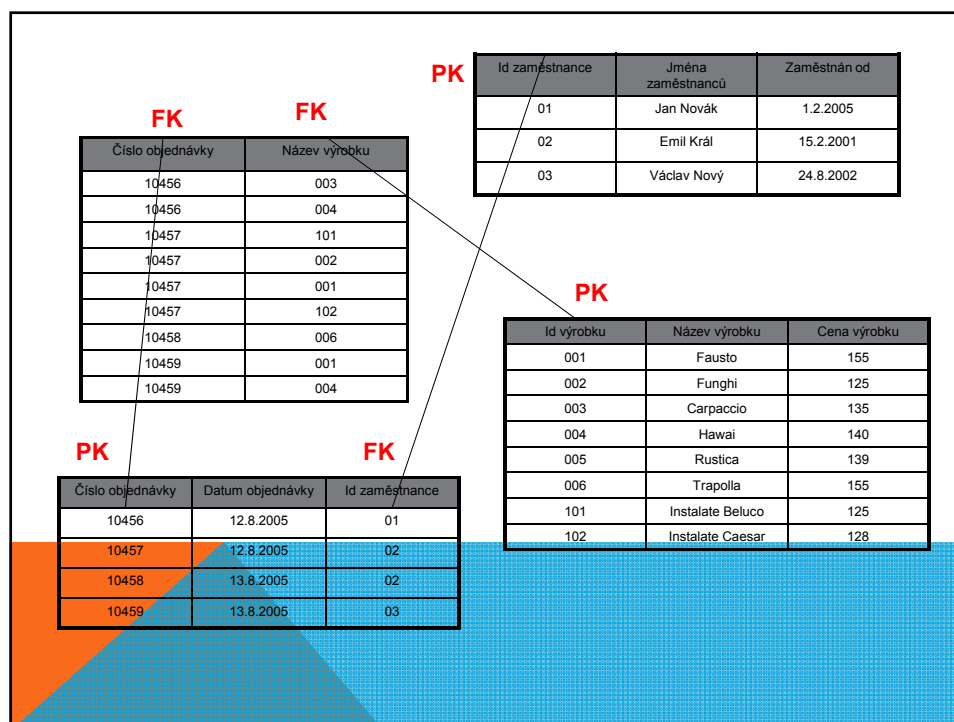 PK
Id zaměstnance Jména zaměstnanců Zaměstnán od
01 Jan Novák 1.2.2005
02 Emil Král 15.2.2001
03 Václav Nový 24.8.2002
FK FK
Číslo objednávky Název výrobku
10456 003
10456 004
10457 101
10457 002
10457 001
10457 102
10458 006
10459 001
10459 004
PK
Id výrobku Název výrobku Cena výrobku
001 Fausto 155
002 Funghi 125
003 Carpaccio 135
004 Hawai 140
005 Rustica 139
006 Trapolla 155
101 Instalate Beluco 125
102 Instalate Caesar 128
PK FK
Číslo objednávky Datum objednávky Id zaměstnance
10456 12.8.2005 01
10457 12.8.2005 02
10458 13.8.2005 02
10459 13.8.2005 03